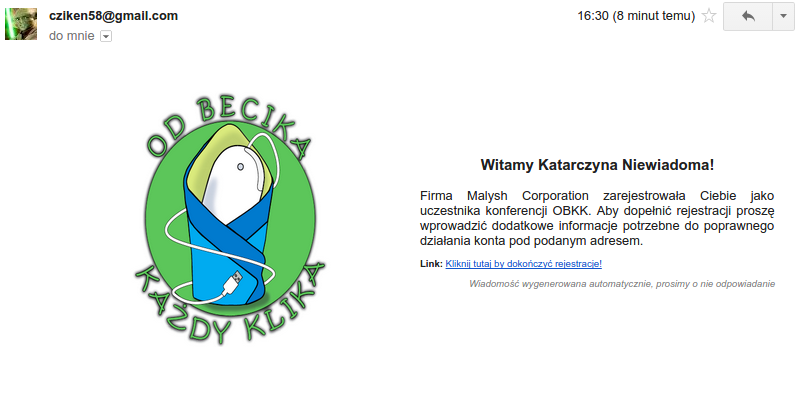 cziken58@gmail.com
16:30 (8 minut temu)
do mnie
OD BECIKA
KAŻDY KLIKA
Witamy Katarczyna Niewiadoma!
Firma Malysh Corporation zarejestrowała Ciebie jako
uczestnika konferencji OBKK. Aby dopełnić rejestracji proszę
wprowadzić dodatkowe informacje potrzebne do poprawnego
działania konta pod podanym adresem.
Link: Kliknij tutaj by dokończyć rejestracje!
Wiadomość wygenerowana automatycznie, prosimy o nie odpowiadanie